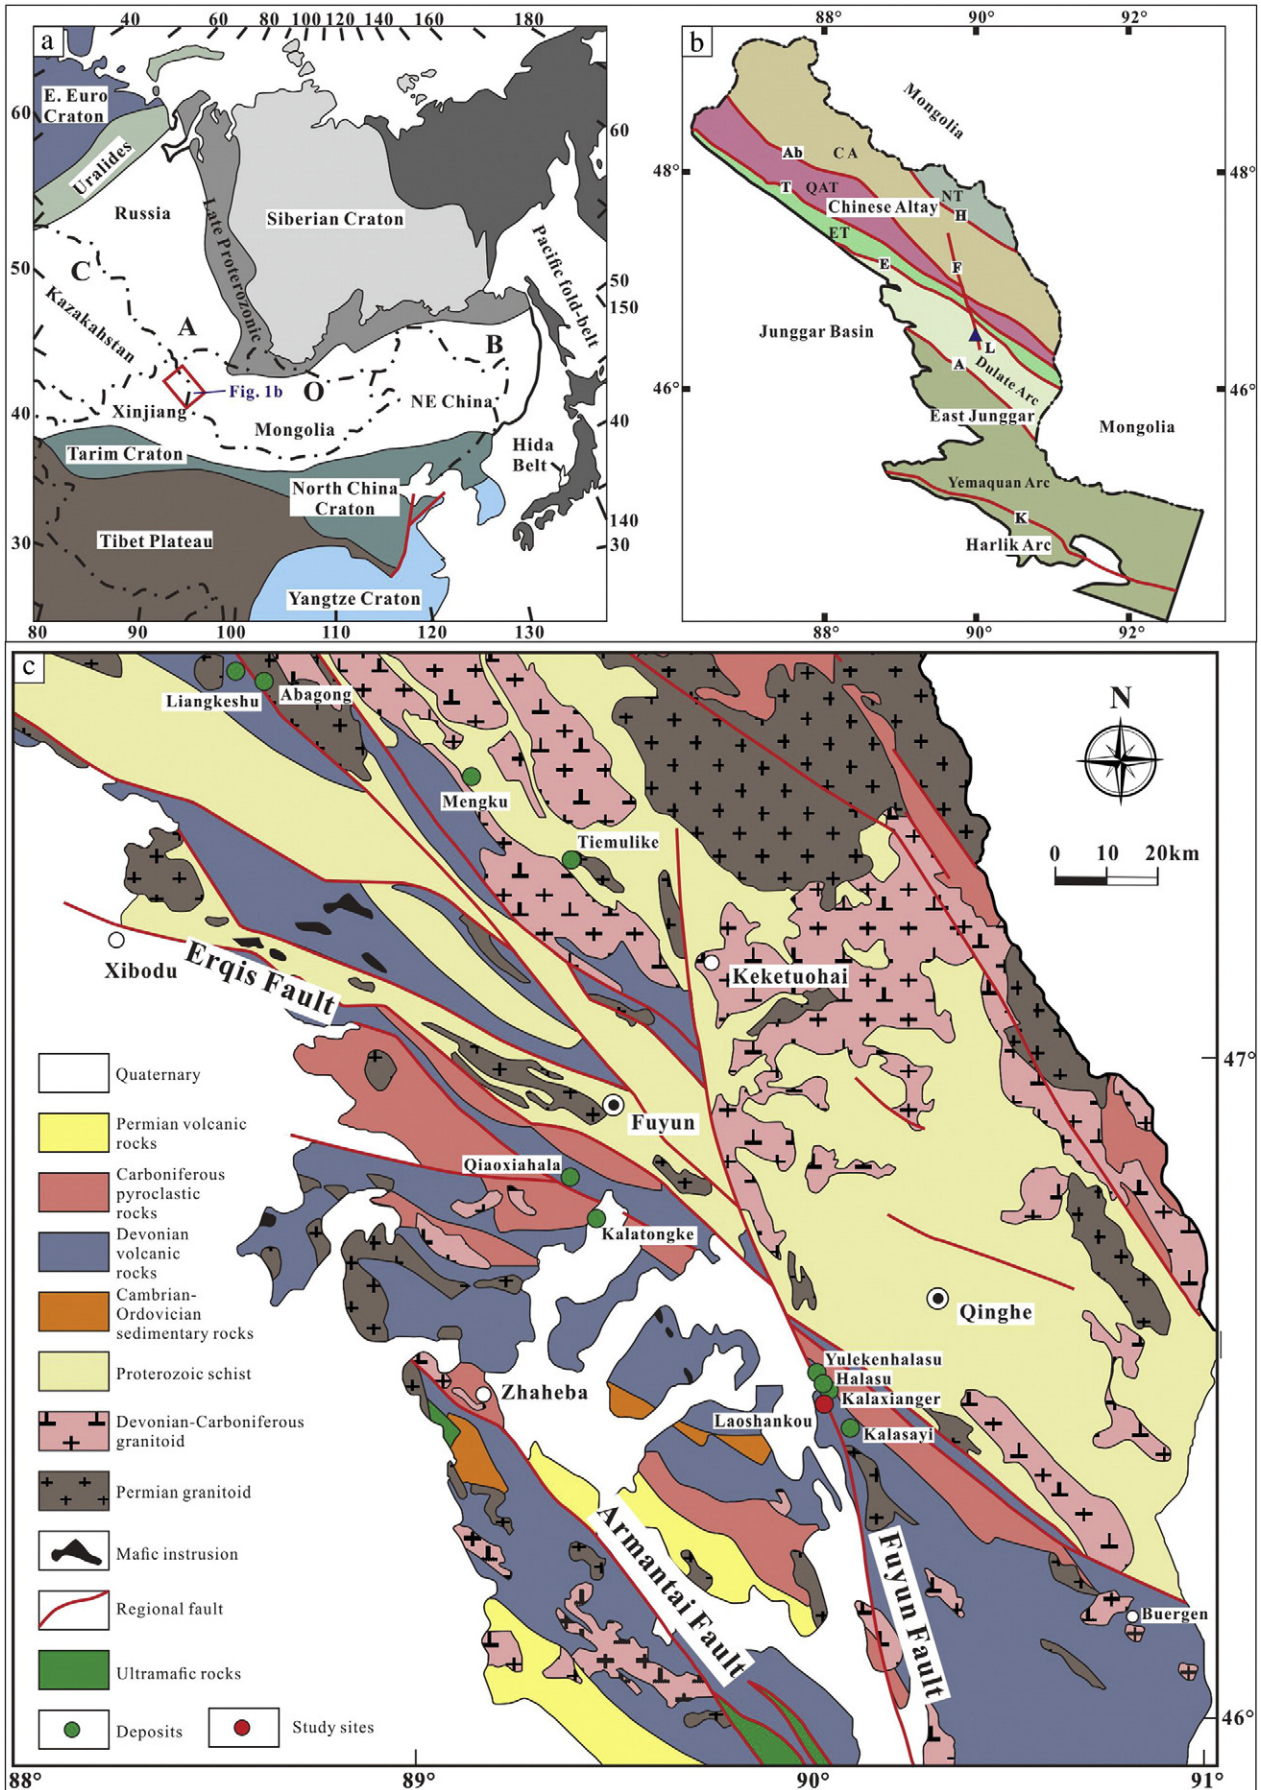 a
40
60
80
100
120
140
160
180
E. Euro
Craton
60
Uralides
Russia
Late Proterozonic
Siberian Craton
60
Pacific fold-belt
50
C
Kazakahstan
50
150
A
B
O
Fig. 1b
40
Xinjiang
Mongolia
NE China
40
Tarim Craton
Hida
Belt
North China
Craton
140
30
Tibet Plateau
30
Yangtze Craton
80
90
100
110
120
130
b
88°
90°
92°
Mongolia
48°
48°
Ab
CA
T
QAT
NT
Chinese Altay
H
ET
E
F
Junggar Basin
L
A
Dulate Arc
46°
46°
East Junggar
Mongolia
Yemaquan Arc
K
Harlik Arc
88°
90°
92°
c
Liangkeshu
Abagong
N
Mengku
Tiemulike
0
10
20km
Xibodu
Erqis Fault
Keketuohai
47°
Fuyun
Qiaoxiahala
Kalatongke
Qinghe
Yulekenhalasu
Halasu
Kalaxianger
Zhaheba
Laoshankou
Kalasayi
Armantai Fault
Fuyun Fault
Buergen
46°
Quaternary
Permian volcanic
rocks
Carboniferous
pyroclastic
rocks
Devonian
volcanic
rocks
Cambrian-
Ordovician
sedimentary rocks
Proterozoic schist
Devonian-Carboniferous
granitoid
Permian granitoid
Mafic instrusion
Regional fault
Ultramafic rocks
Deposits
Study sites
88°
89°
90°
91°